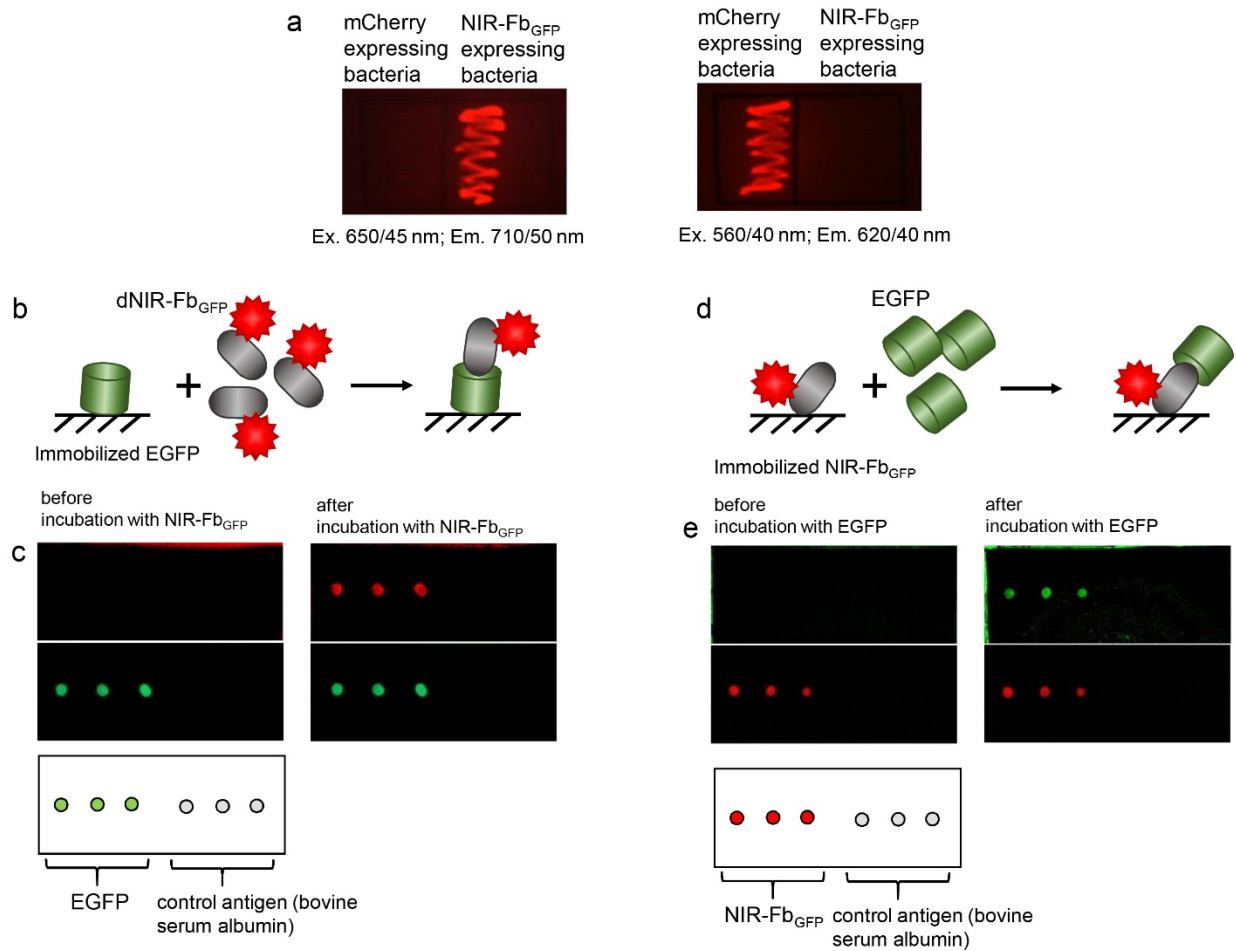 a
mCherry
expressing
bacteria
NIR-FbGFP
expressing
bacteria
mCherry
expressing
bacteria
NIR-FbGFP
expressing
bacteria
Ex. 650/45 nm; Em. 710/50 nm
Ex. 560/40 nm; Em. 620/40 nm
b
dNIR-FbGFP
+
Immobilized EGFP
before
incubation with NIR-FbGFP
after
incubation with NIR-FbGFP
c
EGFP
control antigen (bovine
serum albumin)
d
EGFP
+
Immobilized NIR-FbGFP
before
incubation with EGFP
after
incubation with EGFP
e
NIR-FbGFP
control antigen (bovine
serum albumin)